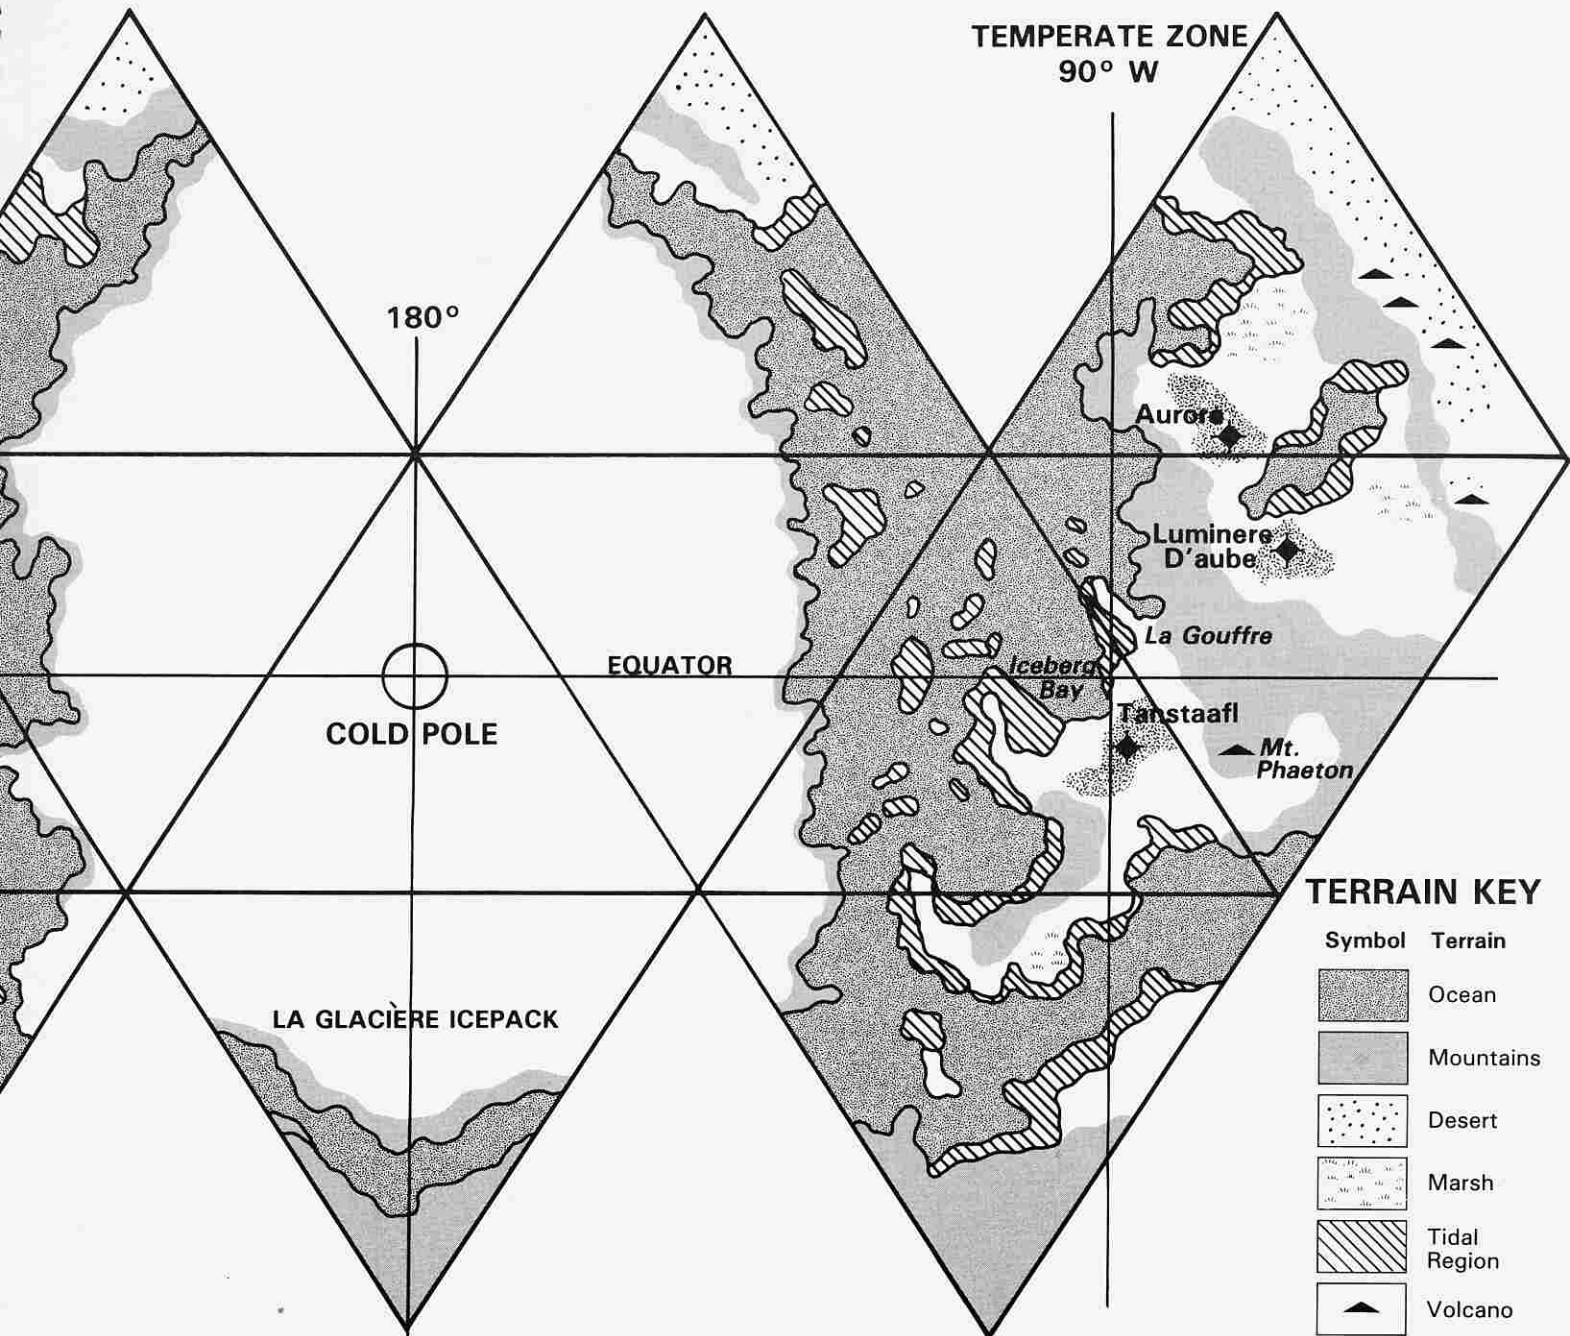 TEMPERATE ZONE
90° W
180°
Aurore
Luminere
D'aube
La Gouffre
EQUATOR
Iceberg
Bay
COLD POLE
Tanstaafl
Mt.
Phaeton
LA GLACIÈRE ICEPACK
TERRAIN KEY
Symbol Terrain
Ocean
Mountains
Desert
Marsh
Tidal
Region
Volcano